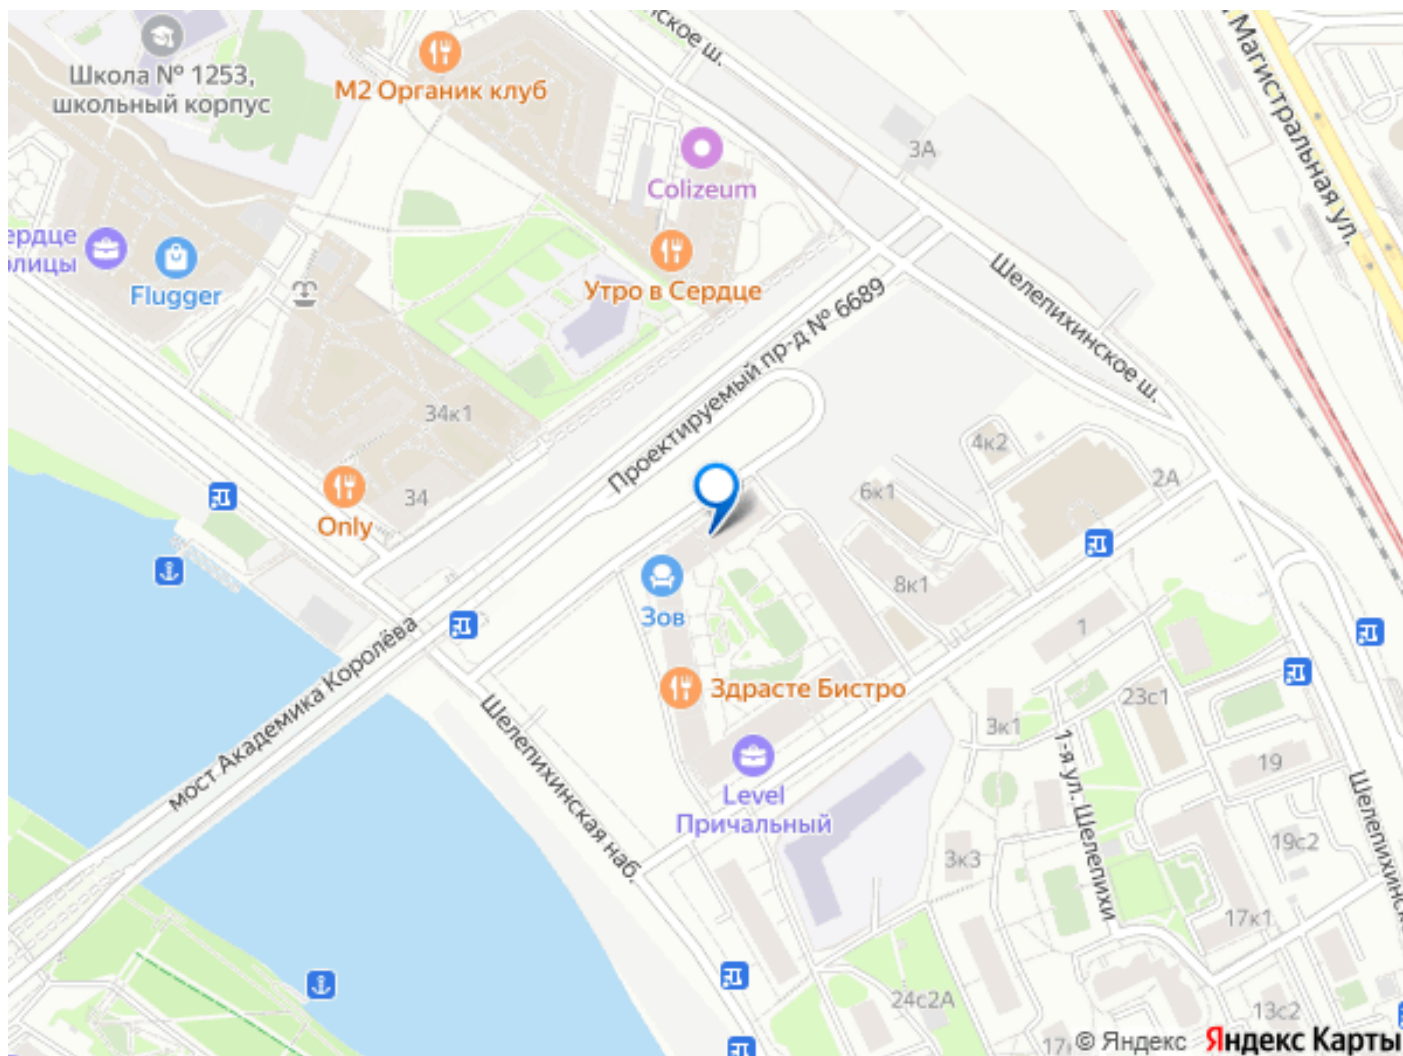 ское ш.
Магистральная ул.
Школа № 1253,
школьный корпус
М2 Органик клуб
3А
Colizeum
ердце
олицы
Flugger
Утро в Сердце
Шелепихинское ш.
Проектируемый пр-д № 6689
34к1
4к2
2А
6к1
34
Only
8к1
Зов
1
мост Академика Королёва
Здрасте Бистро
23с1
3к1
19
Шелепихинская наб.
1-я ул. Шелепихи
Level
Причальный
Шелепихинс
19с2
3к3
17к1
24с2А
13с2
17
© Яндекс
Яндекс Карты